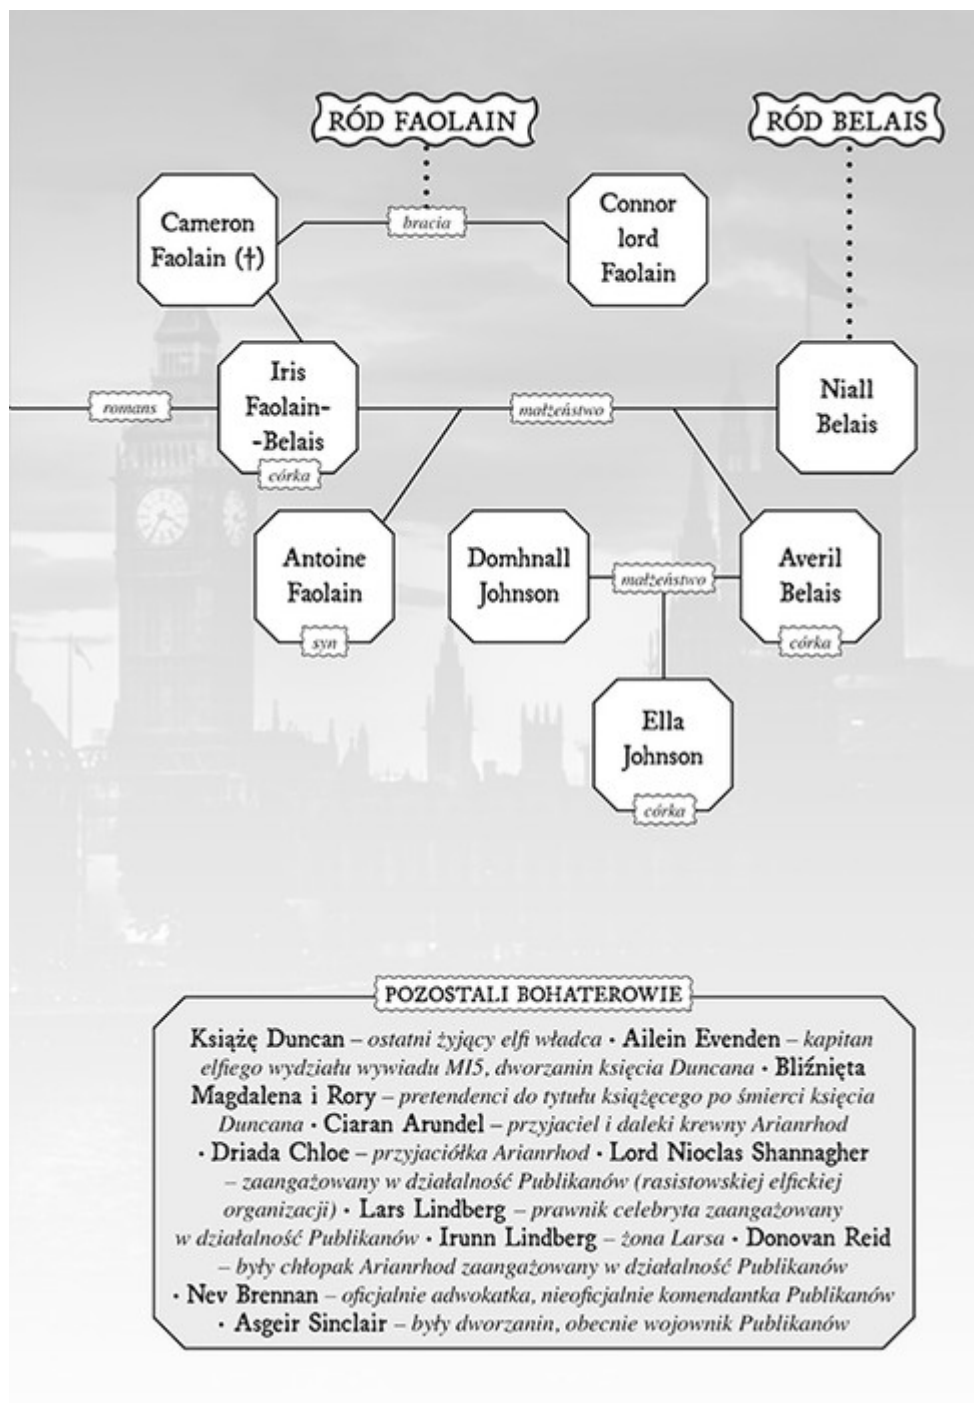 RÓD FAOLAIN
RÓD BELAIS
Cameron
Faolain (†)
bracia
Connor
lord
Faolain
romans
Iris
Faolain-
-Belais
córka
małżeństwo
Niall
Belais
Antoine
Faolain
syn
Domhnall
Johnson
małżeństwo
Averil
Belais
córka
Ella
Johnson
córka
POZOSTALI BOHATEROWIE
Książę Duncan – ostatni żyjący elfi władca • Ailein Evenden – kapitan
elfiego wydziału wywiadu MI5, dworzanin księcia Duncana • Bliźnięta
Magdalena i Rory – pretendenci do tytułu książęcego po śmierci księcia
Duncana • Ciaran Arundel – przyjaciel i daleki krewny Arianrhod
• Driada Chloe – przyjaciółka Arianrhod • Lord Nioclas Shannagher
– zaangażowany w działalność Publikanów (rasistowskiej elfickiej
organizacji) • Lars Lindberg – prawnik celebryta zaangażowany
w działalność Publikanów • Irunn Lindberg – żona Larsa • Donovan Reid
– były chłopak Arianrhod zaangażowany w działalność Publikanów
• Nev Brennan – oficjalnie adwokatka, nieoficjalnie komendantka Publikanów
• Asgeir Sinclair – były dworzanin, obecnie wojownik Publikanów